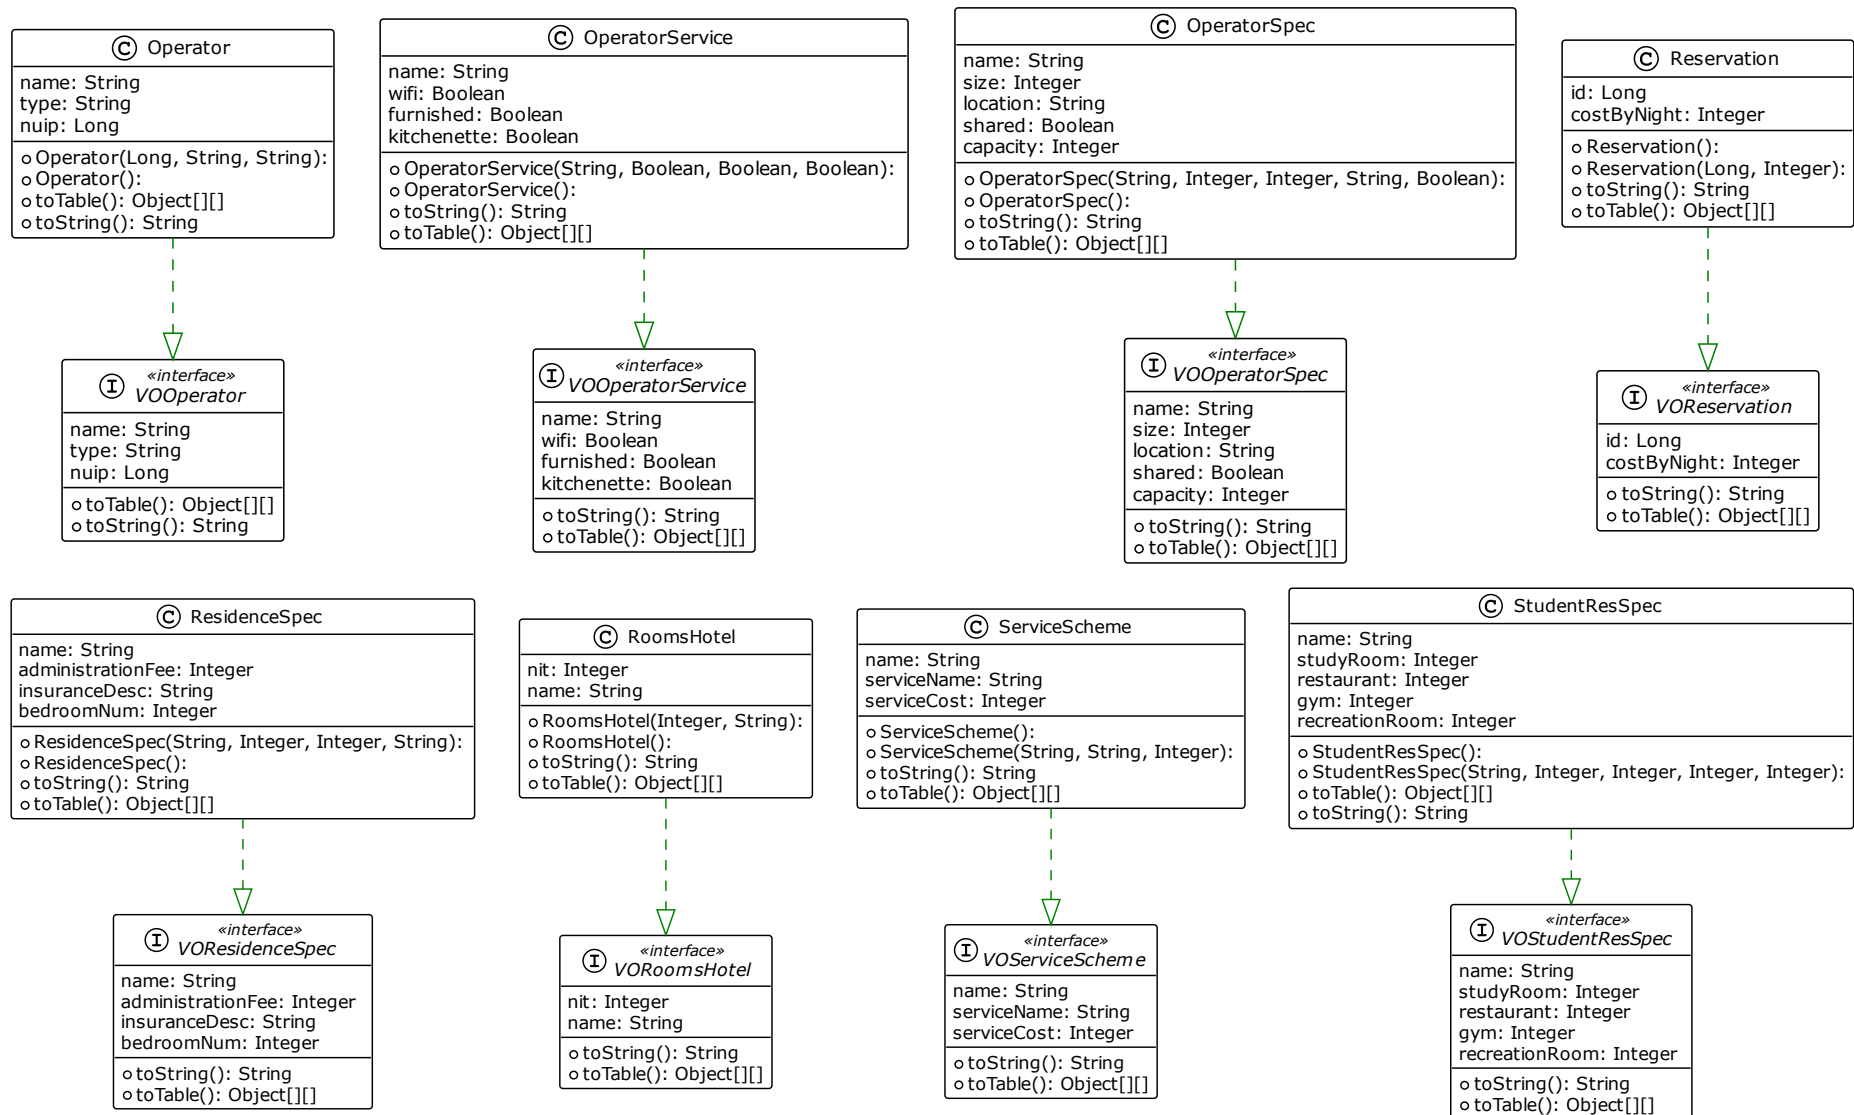 Operator
name: String
type: String
nuip: Long
Operator(Long, String, String):
Operator():
toTable(): Object[][]
toString(): String
OperatorService
name: String
wifi: Boolean
furnished: Boolean
kitchenette: Boolean
OperatorService(String, Boolean, Boolean, Boolean):
OperatorService():
toString(): String
toTable(): Object[][]
OperatorSpec
name: String
size: Integer
location: String
shared: Boolean
capacity: Integer
OperatorSpec(String, Integer, Integer, String, Boolean):
OperatorSpec():
toString(): String
toTable(): Object[][]
Reservation
id: Long
costByNight: Integer
Reservation():
Reservation(Long, Integer):
toString(): String
toTable(): Object[][]
«interface»
VOOperator
name: String
type: String
nuip: Long
toTable(): Object[][]
toString(): String
«interface»
VOOperatorService
name: String
wifi: Boolean
furnished: Boolean
kitchenette: Boolean
toString(): String
toTable(): Object[][]
«interface»
VOOperatorSpec
name: String
size: Integer
location: String
shared: Boolean
capacity: Integer
toString(): String
toTable(): Object[][]
«interface»
VOReservation
id: Long
costByNight: Integer
toString(): String
toTable(): Object[][]
ResidenceSpec
name: String
administrationFee: Integer
insuranceDesc: String
bedroomNum: Integer
ResidenceSpec(String, Integer, Integer, String):
ResidenceSpec():
toString(): String
toTable(): Object[][]
RoomsHotel
nit: Integer
name: String
RoomsHotel(Integer, String):
RoomsHotel():
toString(): String
toTable(): Object[][]
ServiceScheme
name: String
serviceName: String
serviceCost: Integer
ServiceScheme():
ServiceScheme(String, String, Integer):
toString(): String
toTable(): Object[][]
StudentResSpec
name: String
studyRoom: Integer
restaurant: Integer
gym: Integer
recreationRoom: Integer
StudentResSpec():
StudentResSpec(String, Integer, Integer, Integer, Integer):
toTable(): Object[][]
toString(): String
«interface»
VOResidenceSpec
name: String
administrationFee: Integer
insuranceDesc: String
bedroomNum: Integer
toString(): String
toTable(): Object[][]
«interface»
VORoomsHotel
nit: Integer
name: String
toString(): String
toTable(): Object[][]
«interface»
VOServiceScheme
name: String
serviceName: String
serviceCost: Integer
toString(): String
toTable(): Object[][]
«interface»
VOStudentResSpec
name: String
studyRoom: Integer
restaurant: Integer
gym: Integer
recreationRoom: Integer
toString(): String
toTable(): Object[][]